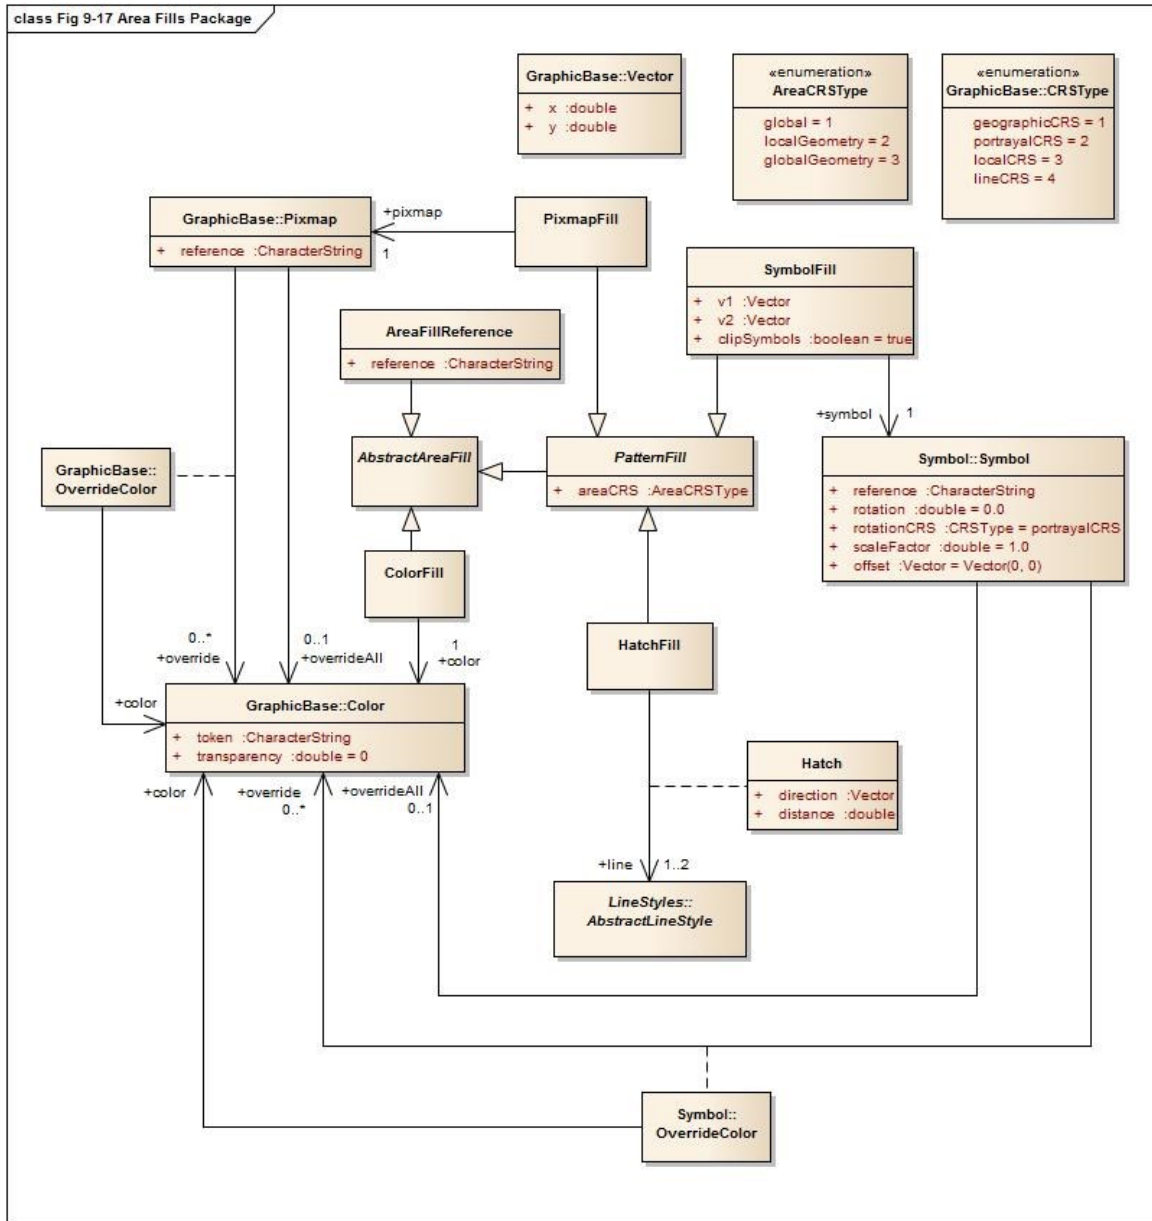 class Fig 9-17 Area Fills Package
GraphicBase::Vector
+ x :double
+ y :double
«enumeration»
AreaCRSType
global = 1
localGeometry = 2
globalGeometry = 3
«enumeration»
GraphicBase::CRSType
geographicCRS = 1
portrayalCRS = 2
localCRS = 3
lineCRS = 4
GraphicBase::Pixmap
+ reference :CharacterString
+pixmap
1
PixmapFill
SymbolFill
+ v1 :Vector
+ v2 :Vector
+ clipSymbols :boolean = true
AreaFillReference
+ reference :CharacterString
+symbol
1
GraphicBase::
OverrideColor
AbstractAreaFill
PatternFill
+ areaCRS :AreaCRSType
Symbol::Symbol
+ reference :CharacterString
+ rotation :double = 0.0
+ rotationCRS :CRSType = portrayalCRS
+ scaleFactor :double = 1.0
+ offset :Vector = Vector(0, 0)
ColorFill
HatchFill
0..*
+override
0..1
+overrideAll
1
+color
+color
GraphicBase::Color
+ token :CharacterString
+ transparency :double = 0
Hatch
+ direction :Vector
+ distance :double
+color
+override
0..*
+overrideAll
0..1
+line
1..2
LineStyles::
AbstractLineStyle
Symbol::
OverrideColor